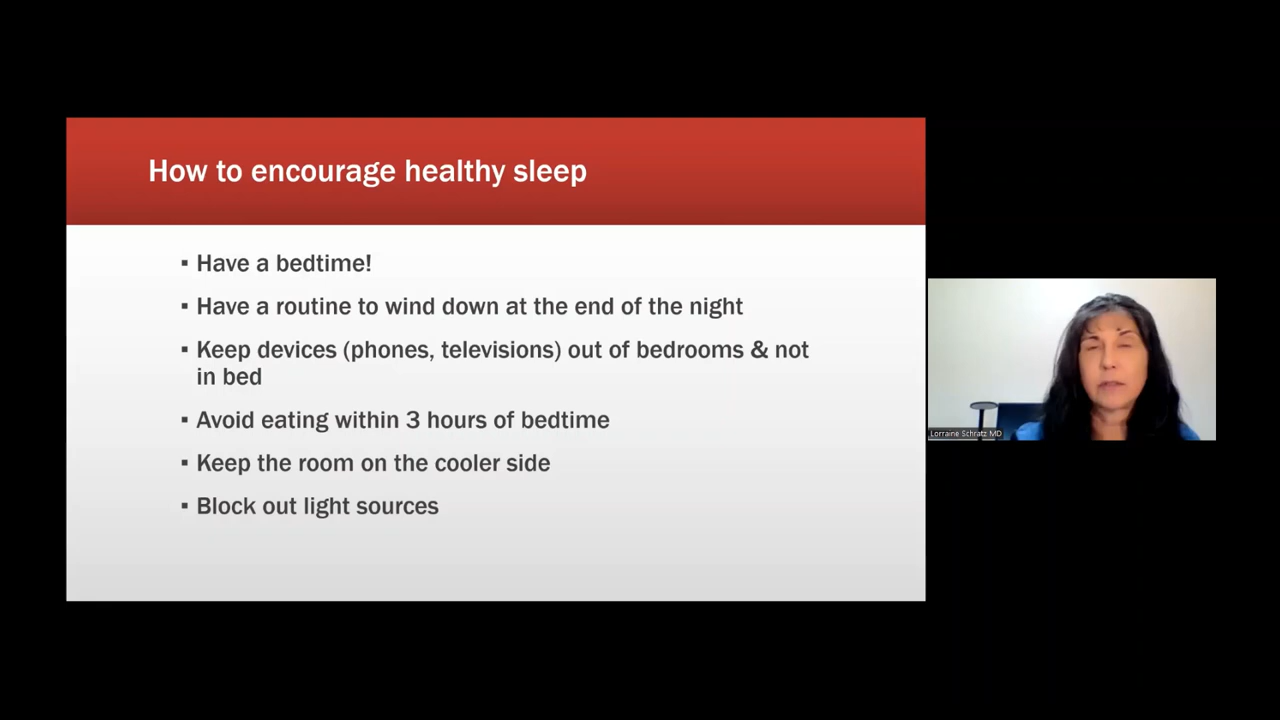 How to encourage healthy sleep
▪ Have a bedtime!
▪ Have a routine to wind down at the end of the night
▪ Keep devices (phones, televisions) out of bedrooms & not
in bed
▪ Avoid eating within 3 hours of bedtime
▪ Keep the room on the cooler side
▪ Block out light sources
Lorraine Schratz MD